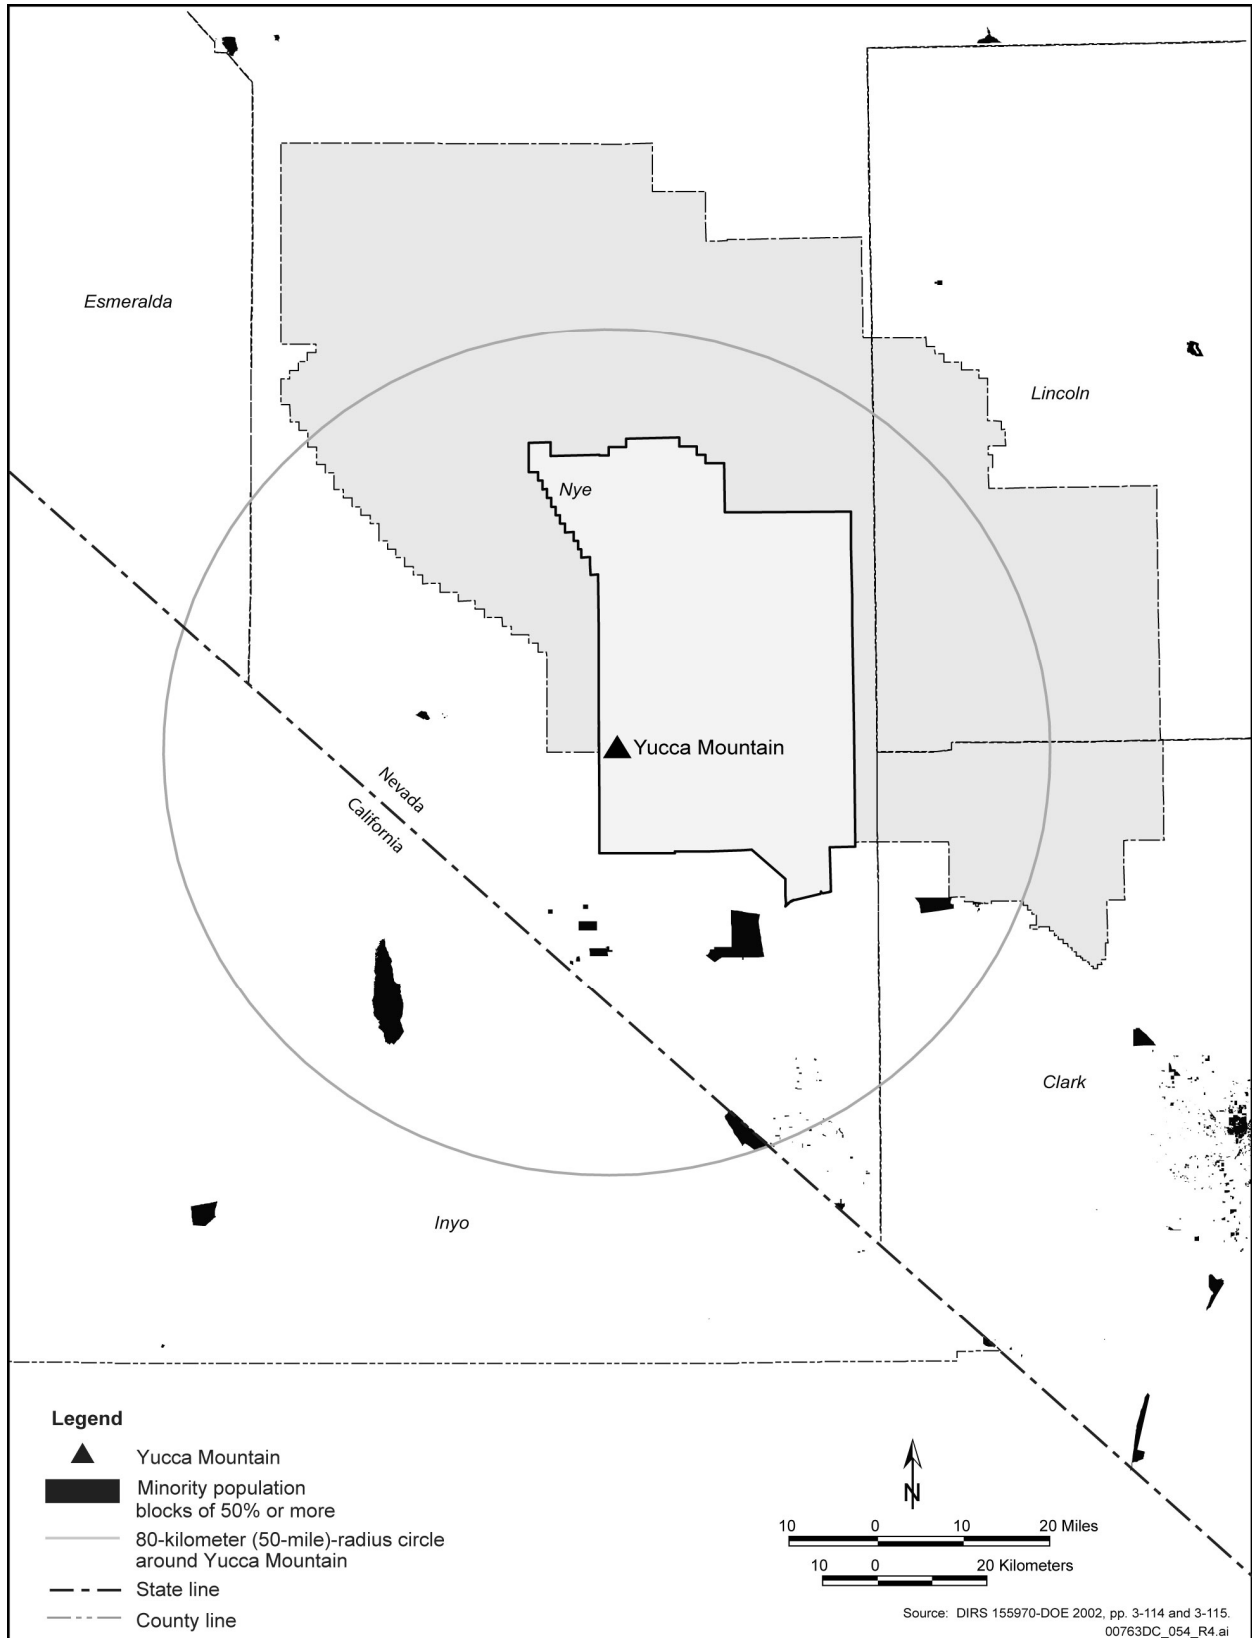 Esmeralda
Lincoln
Nye
Yucca Mountain
Nevada
California
Clark
Inyo
Legend
Yucca Mountain
Minority population
blocks of 50% or more
80-kilometer (50-mile)-radius circle
around Yucca Mountain
State line
County line
N
10 0 10 20 Miles
10 0 20 Kilometers
Source: DIRS 155970-DOE 2002, pp. 3-114 and 3-115.
00763DC_054_R4.ai